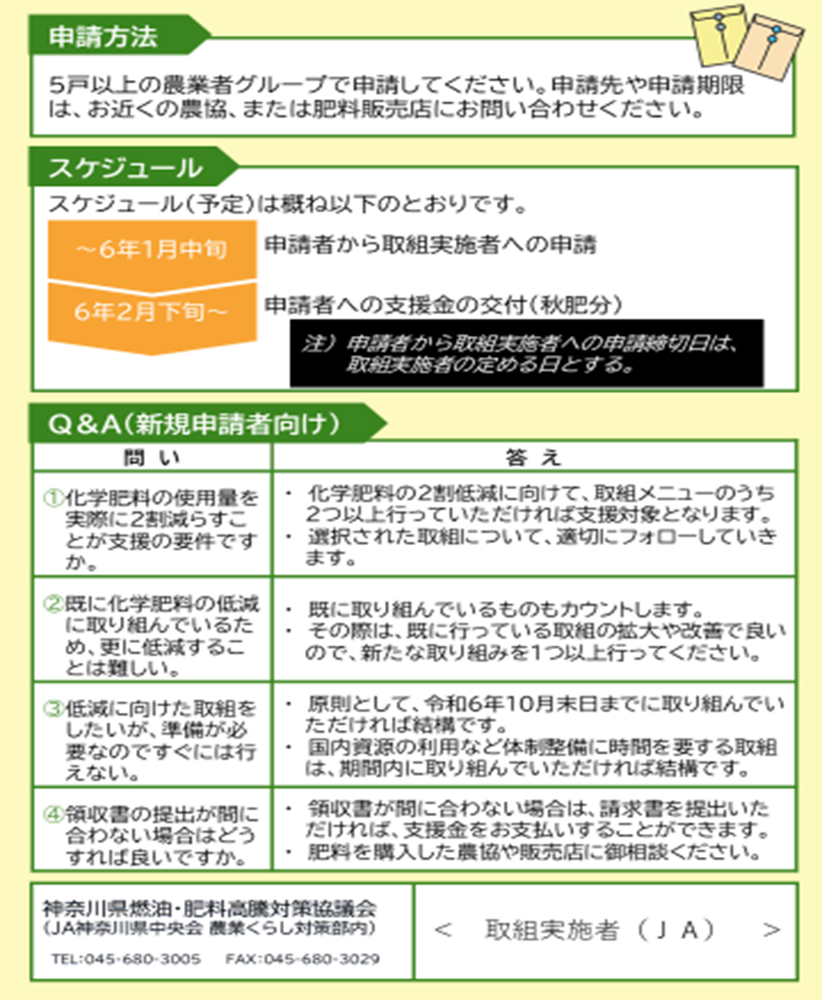 申請方法
5戸以上の農業者グループで申請してください。申請先や申請期限
は、お近くの農協、または肥料販売店にお問い合わせください。
スケジュール
スケジュール(予定)は概ね以下のとおりです。
～6年1月中旬
申請者から取組実施者への申請
6年2月下旬～
申請者への支援金の交付(秋肥分)
注）申請者から取組実施者への申請締切日は、
取組実施者の定める日とする。
Q&A(新規申請者向け)
問い
答え
①化学肥料の使用量を
実際に2割減らすこ
とが支援の要件です
か。
・ 化学肥料の2割低減に向けて、取組メニューのうち
2つ以上行っていただければ支援対象となります。
・ 選択された取組について、適切にフォローしていき
ます。
②既に化学肥料の低減
に取り組んでいるた
め、更に低減するこ
とは難しい。
・ 既に取り組んでいるものもカウントします。
・ その際は、既に行っている取組の拡大や改善で良い
ので、新たな取り組みを1つ以上行ってください。
③低減に向けた取組を
したいが、準備が必
要なのですぐには行
えない。
・ 原則として、令和6年10月末日までに取り組んでい
ただければ結構です。
・ 国内資源の利用など体制整備に時間を要する取組
は、期間内に取り組んでいただければ結構です。
④領収書の提出が間に
合わない場合はどう
すれば良いですか。
・ 領収書が間に合わない場合は、請求書を提出いた
だければ、支援金をお支払いすることができます。
・ 肥料を購入した農協や販売店に御相談ください。
神奈川県燃油・肥料高騰対策協議会
(JA神奈川県中央会 農業くらし対策部内)
TEL:045-680-3005 FAX:045-680-3029
＜ 取組実施者（ＪＡ） ＞